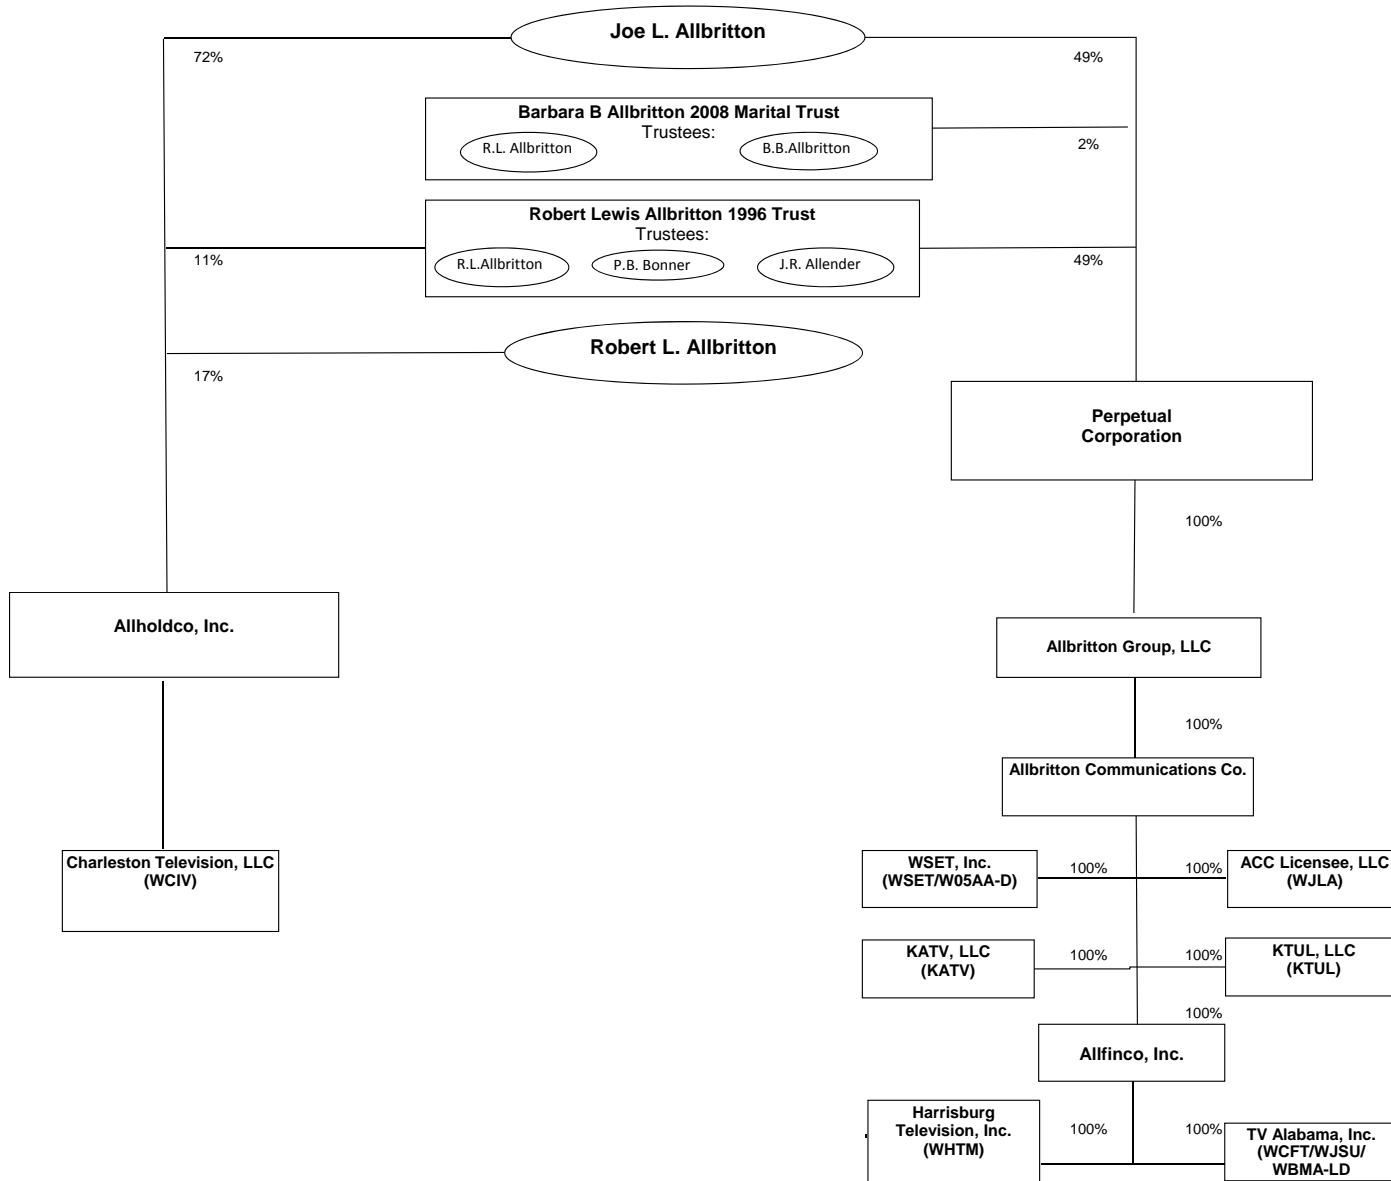 Joe L. Allbritton
72%
49%
Barbara B Allbritton 2008 Marital Trust
Trustees:
R.L. Allbritton
B.B.Allbritton
2%
Robert Lewis Allbritton 1996 Trust
Trustees:
R.L.Allbritton
P.B. Bonner
J.R. Allender
11%
49%
Robert L. Allbritton
17%
Perpetual
Corporation
100%
Allholdco, Inc.
Allbritton Group, LLC
100%
Allbritton Communications Co.
Charleston Television, LLC
(WCIV)
WSET, Inc.
(WSET/W05AA-D)
100%
100%
ACC Licensee, LLC
(WJLA)
KATV, LLC
(KATV)
100%
100%
KTUL, LLC
(KTUL)
100%
Allfinco, Inc.
Harrisburg
Television, Inc.
(WHTM)
100%
100%
TV Alabama, Inc.
(WCFT/WJSU/
WBMA-LD